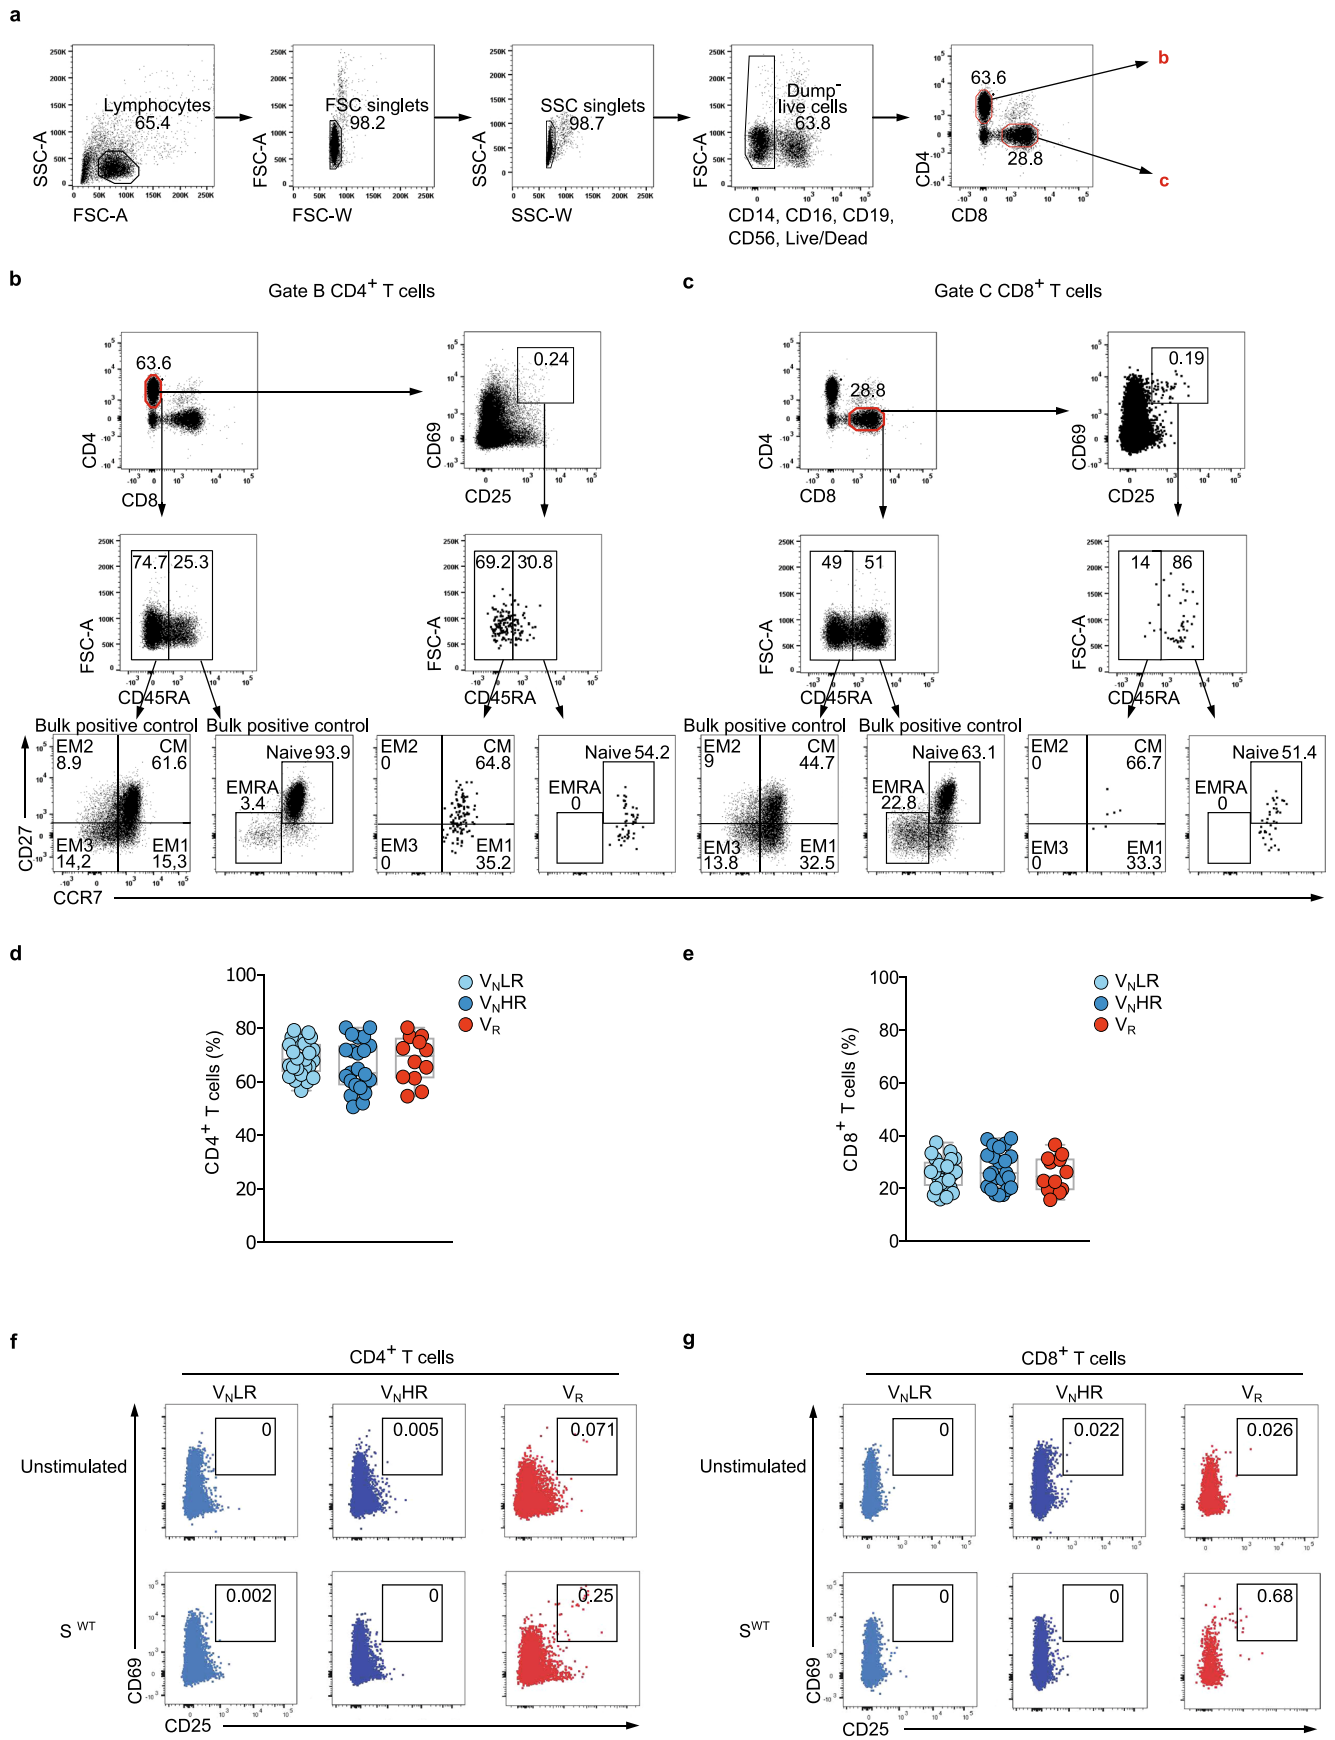 a
Lymphocytes
65.4
FSC singlets
98.2
SSC singlets
98.7
Dump-
live cells
63.8
63.6
28.8
b
c
SSC-A
FSC-A
FSC-A
FSC-W
SSC-A
SSC-W
FSC-A
CD14, CD16, CD19,
CD56, Live/Dead
CD4
CD8
b
Gate B CD4+ T cells
63.6
CD4
CD8
0.24
CD69
CD25
74.7 25.3
FSC-A
CD45RA
69.2 30.8
FSC-A
CD45RA
Bulk positive control
Bulk positive control
EM2
8.9
CM
61.6
EM3
14.2
EM1
15.3
Naive 93.9
EMRA
3.4
EM2
0
CM
64.8
EM3
0
EM1
35.2
Naive 54.2
EMRA
0
CD27
CCR7
c
Gate C CD8+ T cells
28.8
CD4
CD8
0.19
CD69
CD25
49 51
FSC-A
CD45RA
14 86
FSC-A
CD45RA
Bulk positive control
Bulk positive control
EM2
9
CM
44.7
EM3
13.8
EM1
32.5
Naive 63.1
EMRA
22.8
EM2
0
CM
66.7
EM3
0
EM1
33.3
Naive 51.4
EMRA
0
d
CD4+ T cells (%)
100
80
60
40
20
0
VNLR
VNHR
VR
e
CD8+ T cells (%)
100
80
60
40
20
0
VNLR
VNHR
VR
f
CD4+ T cells
VNLR
VNHR
VR
Unstimulated
0
0.005
0.071
SWT
0.002
0
0.25
CD69
CD25
g
CD8+ T cells
VNLR
VNHR
VR
Unstimulated
0
0.022
0.026
SWT
0
0
0.68
CD69
CD25